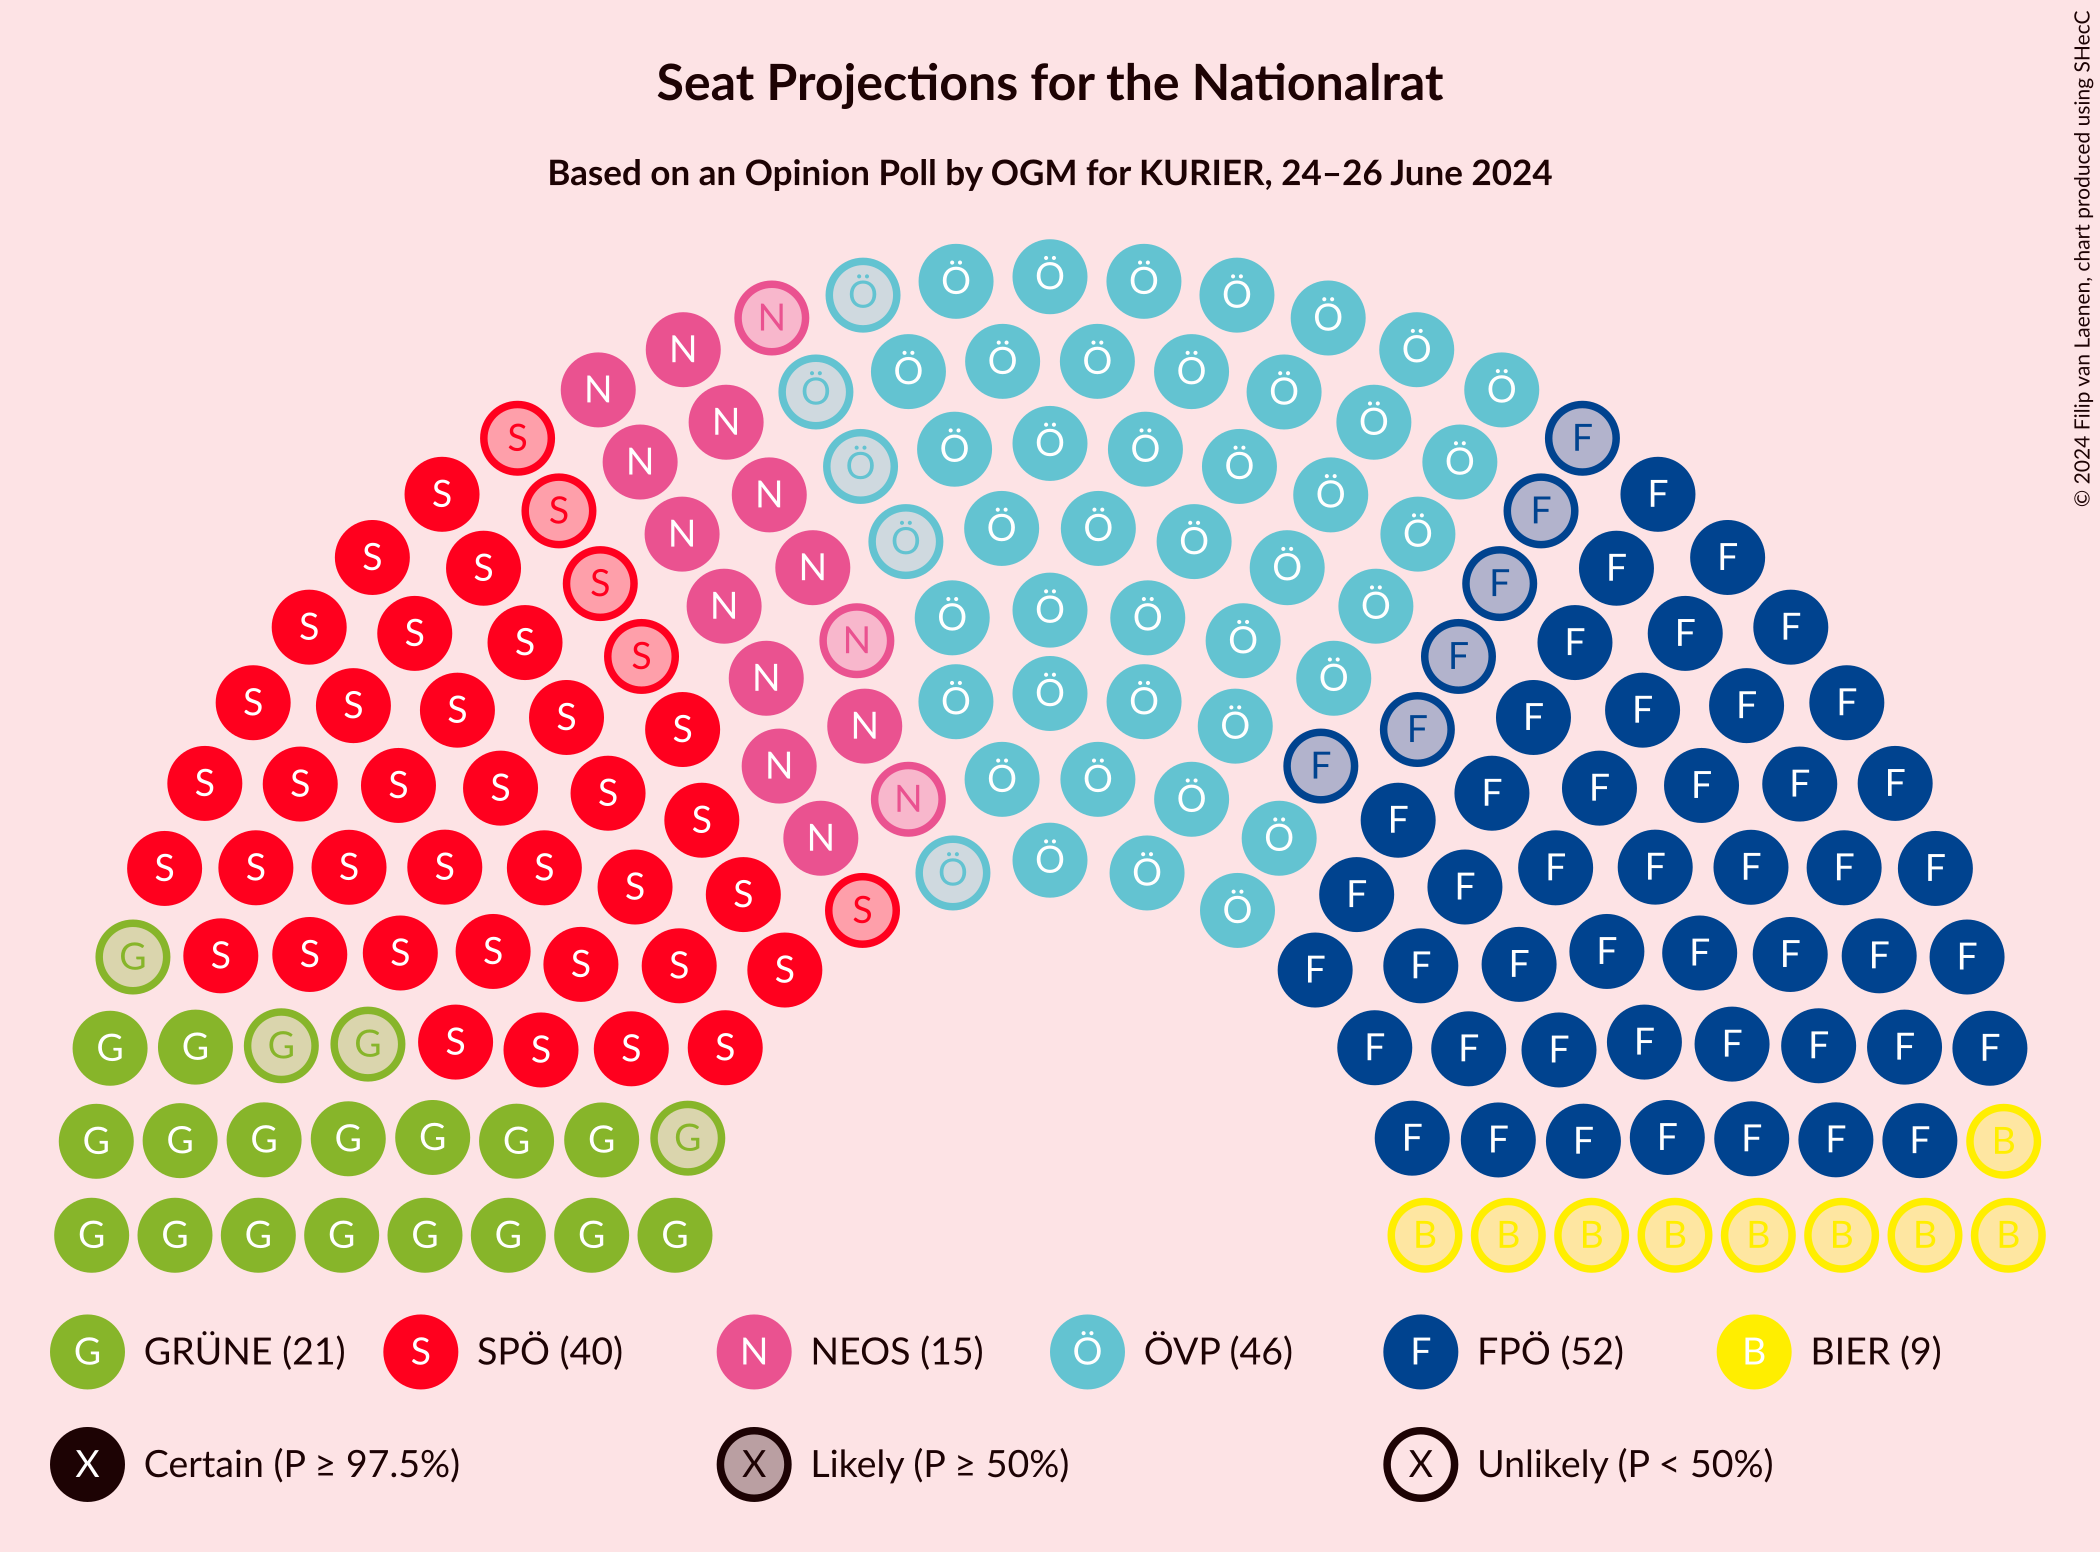 Seat Projections for the Nationalrat
Based on an Opinion Poll by OGM for KURIER, 24–26 June 2024
© 2024 Filip van Laenen, chart produced using SHecC
Ö Ö Ö Ö Ö
N Ö Ö
N Ö Ö Ö Ö Ö
N Ö Ö Ö
S N Ö F
S N Ö Ö Ö Ö Ö F
S N Ö Ö F
S N Ö Ö Ö Ö F
S S N Ö F F
S S N Ö F F
S S N Ö Ö Ö Ö Ö F F
S S N Ö F F
S S S N Ö Ö Ö Ö F F F
S S S S N N Ö Ö Ö Ö F F F F
S S S S S N N Ö Ö Ö F F F F F
S S S S S S N Ö F F F F F F
S S S S S S S Ö Ö Ö F F F F F F F
G S S S S S S S S Ö F F F F F F F F
G G G G S S S S F F F F F F F F
G G G G G G G G F F F F F F F B
G G G G G G G G B B B B B B B B
G GRÜNE (21) S SPÖ (40) N NEOS (15) Ö ÖVP (46) F FPÖ (52) B BIER (9)
X Certain (P ≥ 97.5%) X Likely (P ≥ 50%) X Unlikely (P < 50%)